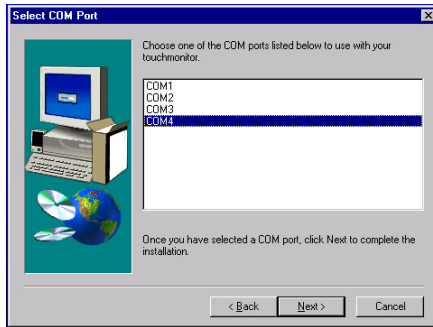 Select COM Port
Choose one of the COM ports listed below to use with your
touchmonitor.
COM1
COM2
COM3
COM4
Once you have selected a COM port, click Next to complete the
installation.
< Back
Next >
Cancel